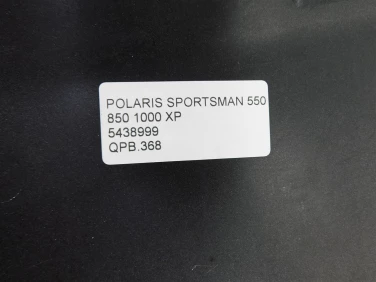 POLARIS SPORTSMAN 550
850 1000 XP
5438999
QPB.368